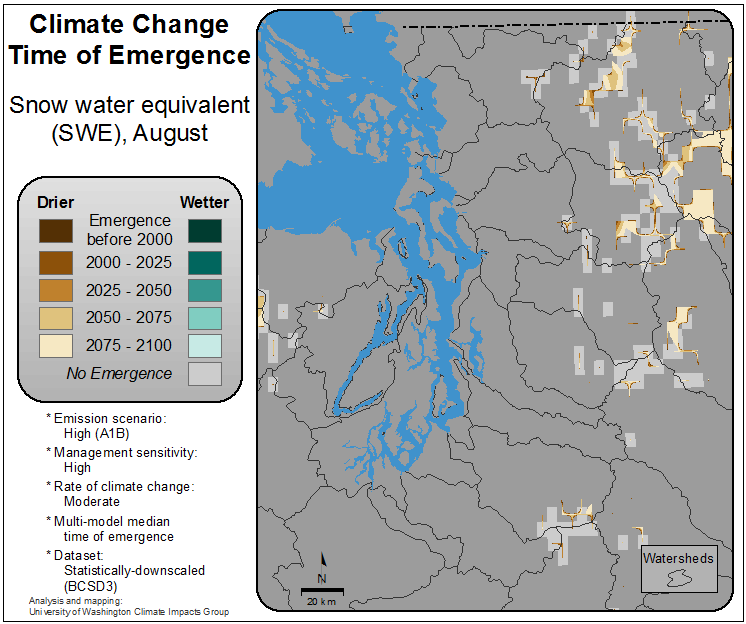 Climate Change
Time of Emergence
Snow water equivalent
(SWE), August
Drier
Wetter
Emergence
before 2000
2000 - 2025
2025 - 2050
2050 - 2075
2075 - 2100
No Emergence
* Emission scenario:
High (A1B)
* Management sensitivity:
High
* Rate of climate change:
Moderate
* Multi-model median
time of emergence
* Dataset:
Statistically-downscaled
(BCSD3)
Analysis and mapping:
University of Washington Climate Impacts Group
N
20 km
Watersheds